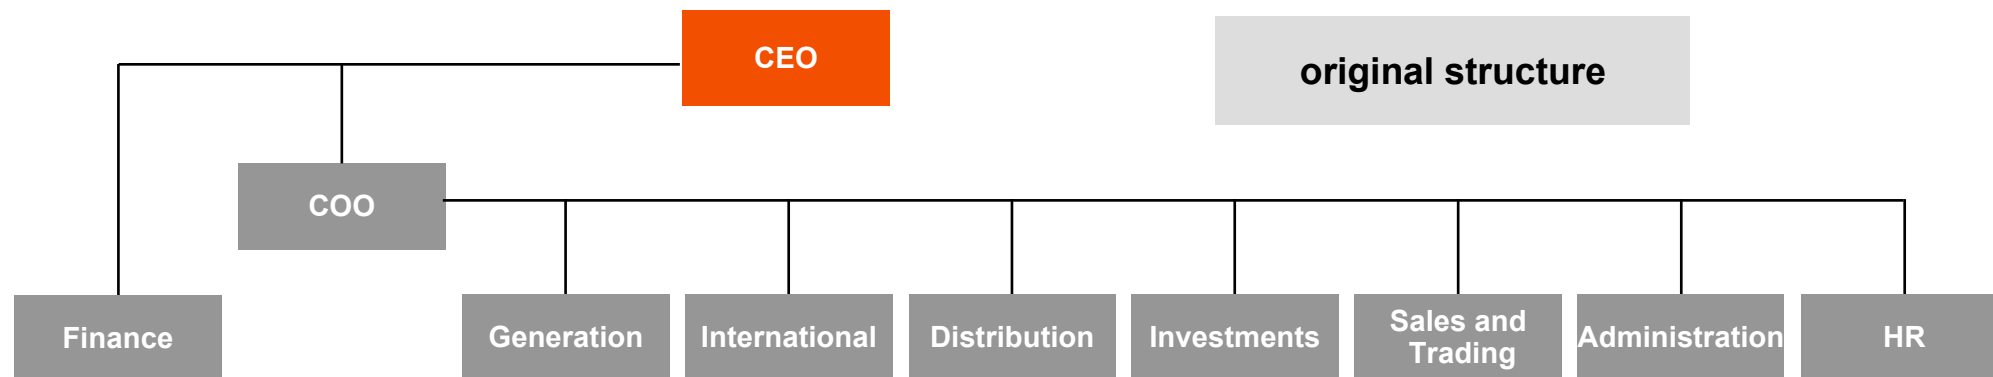 CEO
original structure
COO
Finance
Generation
International
Distribution
Investments
Sales and
Trading
Administration
HR